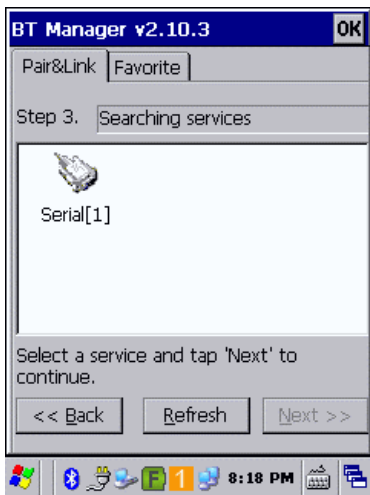 BT Manager v2.10.3 OK
Pair&Link Favorite
Step 3. Searching services
Serial[1]
Select a service and tap 'Next' to
continue.
<< Back Refresh Next >>
F 1 8:18 PM